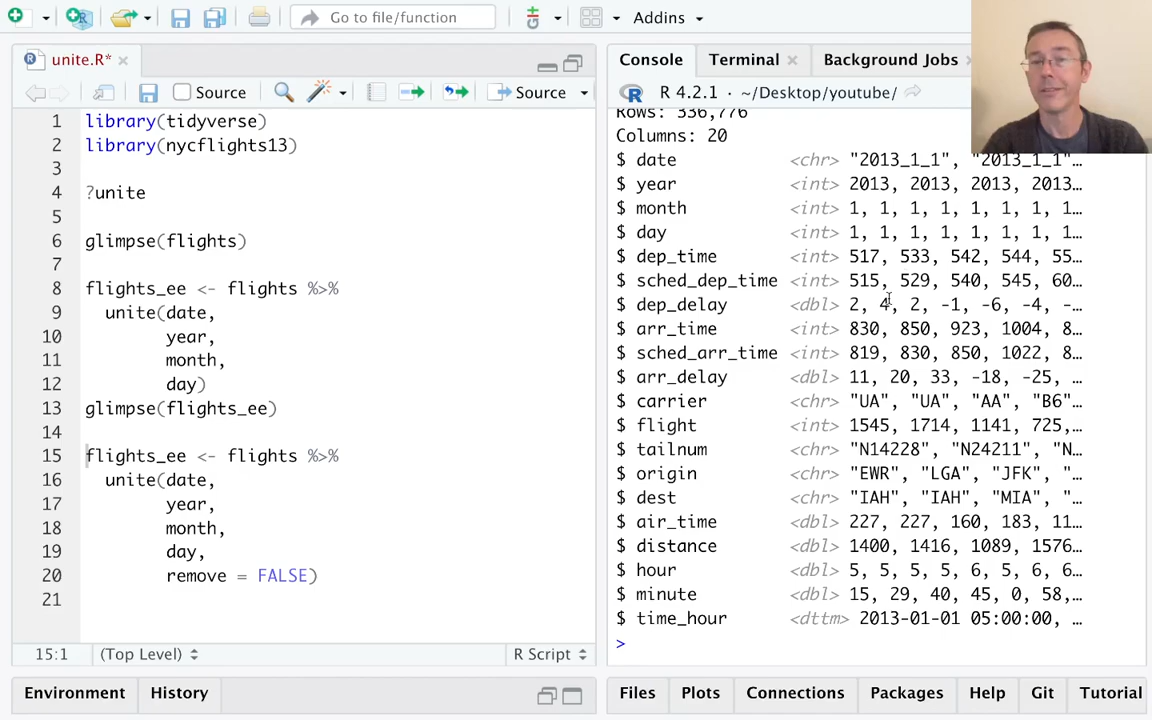 Go to file/function
Addins
unite.R*
Source
Source
1 library(tidyverse)
2 library(nycflights13)
3
4 ?unite
5
6 glimpse(flights)
7
8 flights_ee <- flights %>%
9 unite(date,
10 year,
11 month,
12 day)
13 glimpse(flights_ee)
14
15 flights_ee <- flights %>%
16 unite(date,
17 year,
18 month,
19 day,
20 remove = FALSE)
21
15:1 (Top Level) R Script
Environment History
Console Terminal Background Jobs
R 4.2.1 · ~/Desktop/youtube/
Rows: 336,776
Columns: 20
$ date <chr> "2013_1_1", "2013_1_1"…
$ year <int> 2013, 2013, 2013, 2013…
$ month <int> 1, 1, 1, 1, 1, 1, 1, 1…
$ day <int> 1, 1, 1, 1, 1, 1, 1, 1…
$ dep_time <int> 517, 533, 542, 544, 55…
$ sched_dep_time <int> 515, 529, 540, 545, 60…
$ dep_delay <dbl> 2, 4, 2, -1, -6, -4, -…
$ arr_time <int> 830, 850, 923, 1004, 8…
$ sched_arr_time <int> 819, 830, 850, 1022, 8…
$ arr_delay <dbl> 11, 20, 33, -18, -25, …
$ carrier <chr> "UA", "UA", "AA", "B6"…
$ flight <int> 1545, 1714, 1141, 725,…
$ tailnum <chr> "N14228", "N24211", "N…
$ origin <chr> "EWR", "LGA", "JFK", "…
$ dest <chr> "IAH", "IAH", "MIA", "…
$ air_time <dbl> 227, 227, 160, 183, 11…
$ distance <dbl> 1400, 1416, 1089, 1576…
$ hour <dbl> 5, 5, 5, 5, 6, 5, 6, 6…
$ minute <dbl> 15, 29, 40, 45, 0, 58,…
$ time_hour <dttm> 2013-01-01 05:00:00, …
>
Files Plots Connections Packages Help Git Tutorial